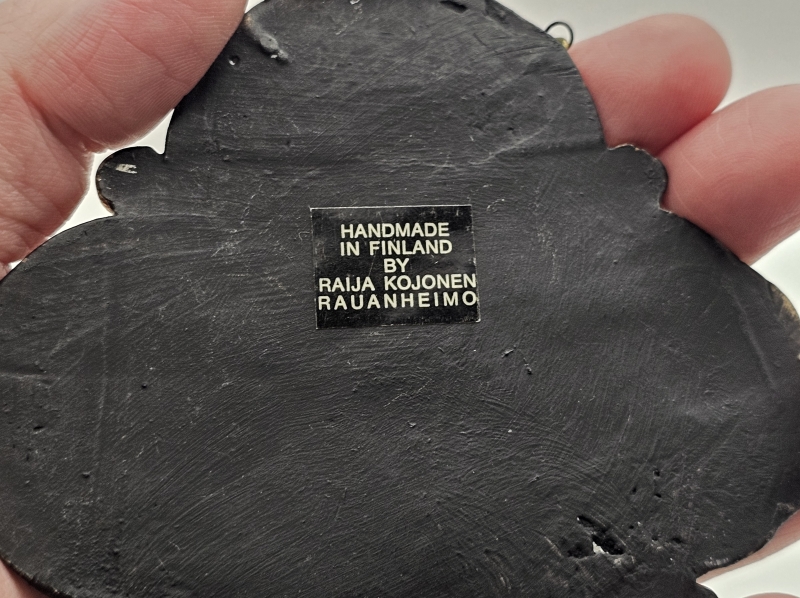 HANDMADE
IN FINLAND
BY
RAIJA KOJONEN
RAUANHEIMO